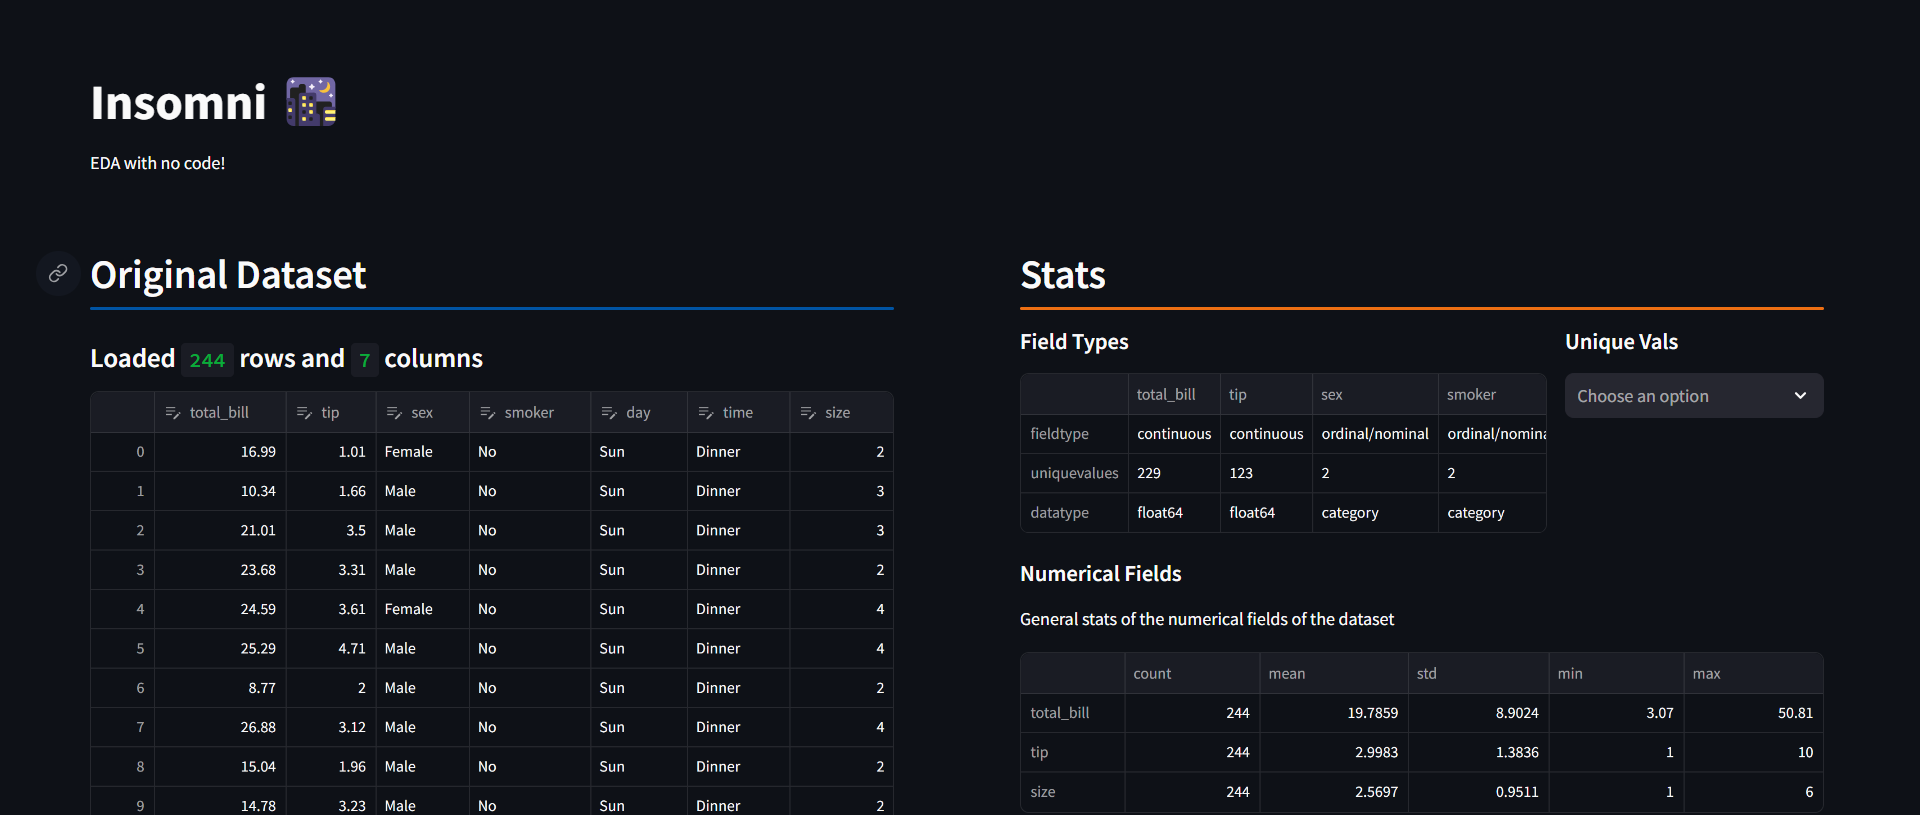 Insomni
EDA with no code!
Original Dataset
Loaded 244 rows and 7 columns
total_bill tip sex smoker day time size
0 16.99 1.01 Female No Sun Dinner 2
1 10.34 1.66 Male No Sun Dinner 3
2 21.01 3.5 Male No Sun Dinner 3
3 23.68 3.31 Male No Sun Dinner 2
4 24.59 3.61 Female No Sun Dinner 4
5 25.29 4.71 Male No Sun Dinner 4
6 8.77 2 Male No Sun Dinner 2
7 26.88 3.12 Male No Sun Dinner 4
8 15.04 1.96 Male No Sun Dinner 2
9 14.78 3.23 Male No Sun Dinner 2
Stats
Field Types
total_bill tip sex smoker
fieldtype continuous continuous ordinal/nominal ordinal/nomina
uniquevalues 229 123 2 2
datatype float64 float64 category category
Unique Vals
Choose an option
Numerical Fields
General stats of the numerical fields of the dataset
count mean std min max
total_bill 244 19.7859 8.9024 3.07 50.81
tip 244 2.9983 1.3836 1 10
size 244 2.5697 0.9511 1 6